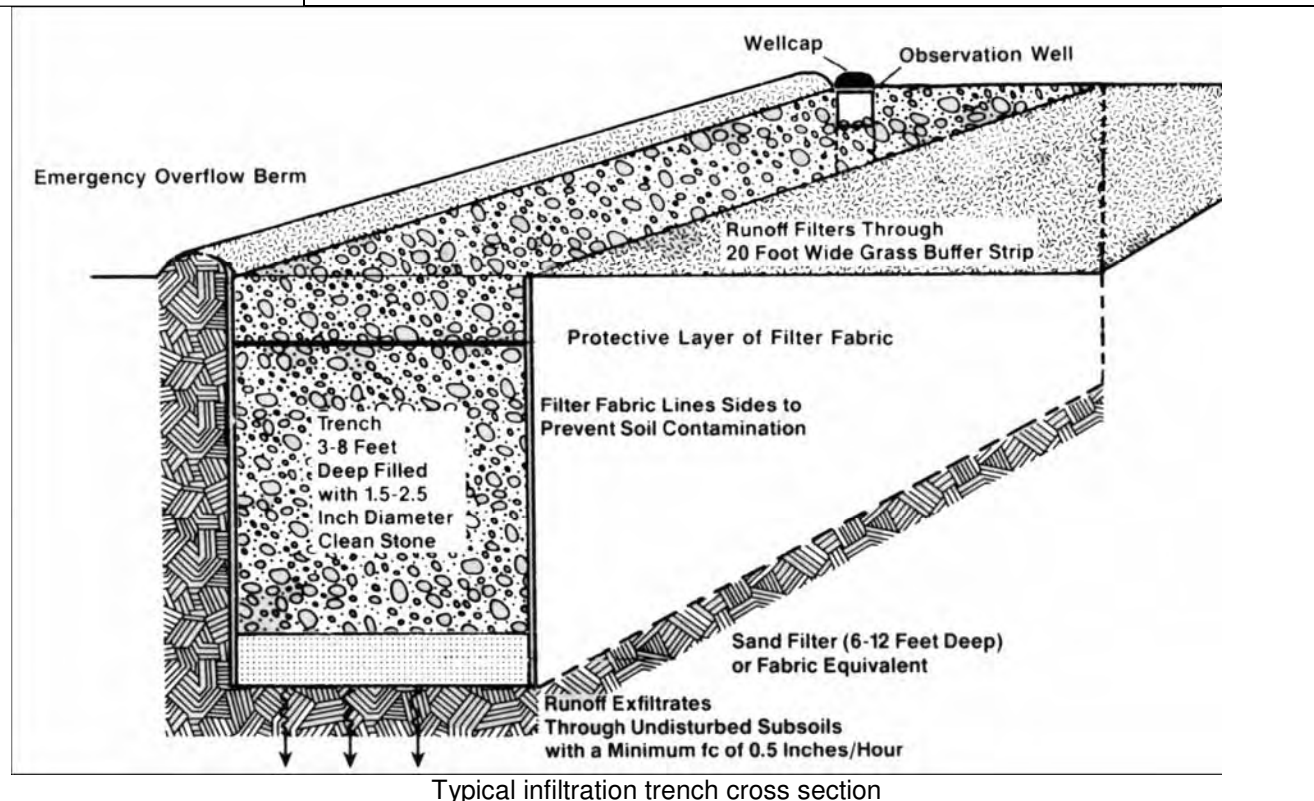 Wellcap
Observation Well
Emergency Overflow Berm
Runoff Filters Through
20 Foot Wide Grass Buffer Strip
Protective Layer of Filter Fabric
Filter Fabric Lines Sides to
Prevent Soil Contamination
Trench
3-8 Feet
Deep Filled
with 1.5-2.5
Inch Diameter
Clean Stone
Sand Filter (6-12 Feet Deep)
or Fabric Equivalent
Runoff Exfiltrates
Through Undisturbed Subsoils
with a Minimum fc of 0.5 Inches/Hour
Typical infiltration trench cross section